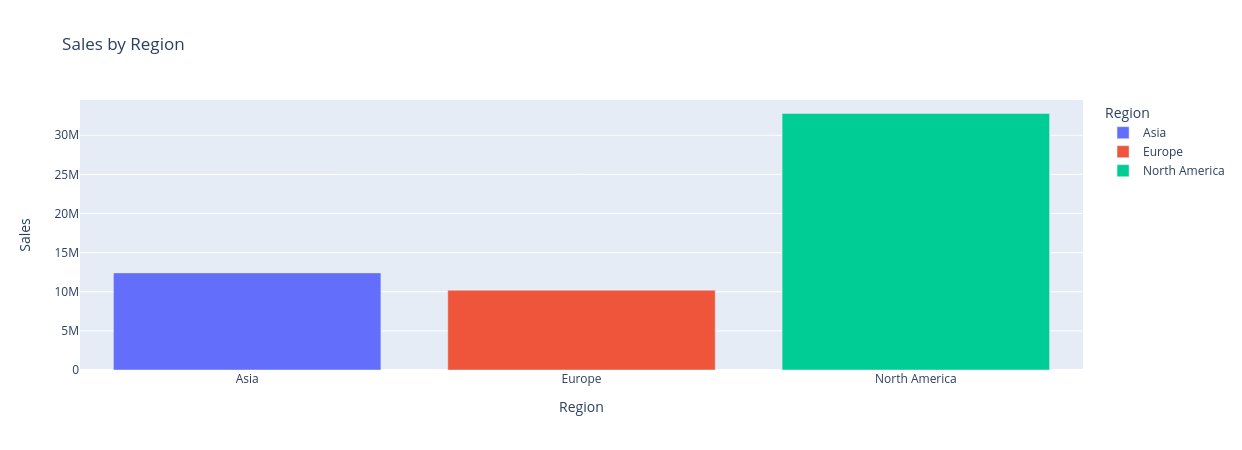 Sales by Region
Sales
30M
25M
20M
15M
10M
5M
0
Asia
Europe
North America
Region
Region
Asia
Europe
North America